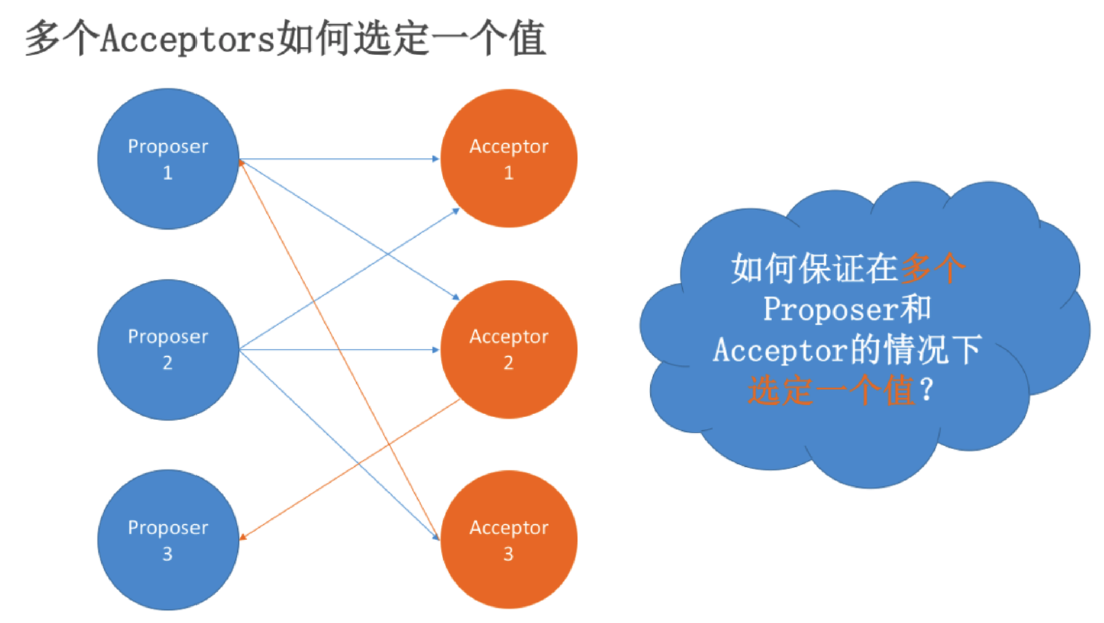 多个Acceptors如何选定一个值
Proposer
1
Acceptor
1
Proposer
2
Acceptor
2
Proposer
3
Acceptor
3
如何保证在多个
Proposer和
Acceptor的情况下
选定一个值？